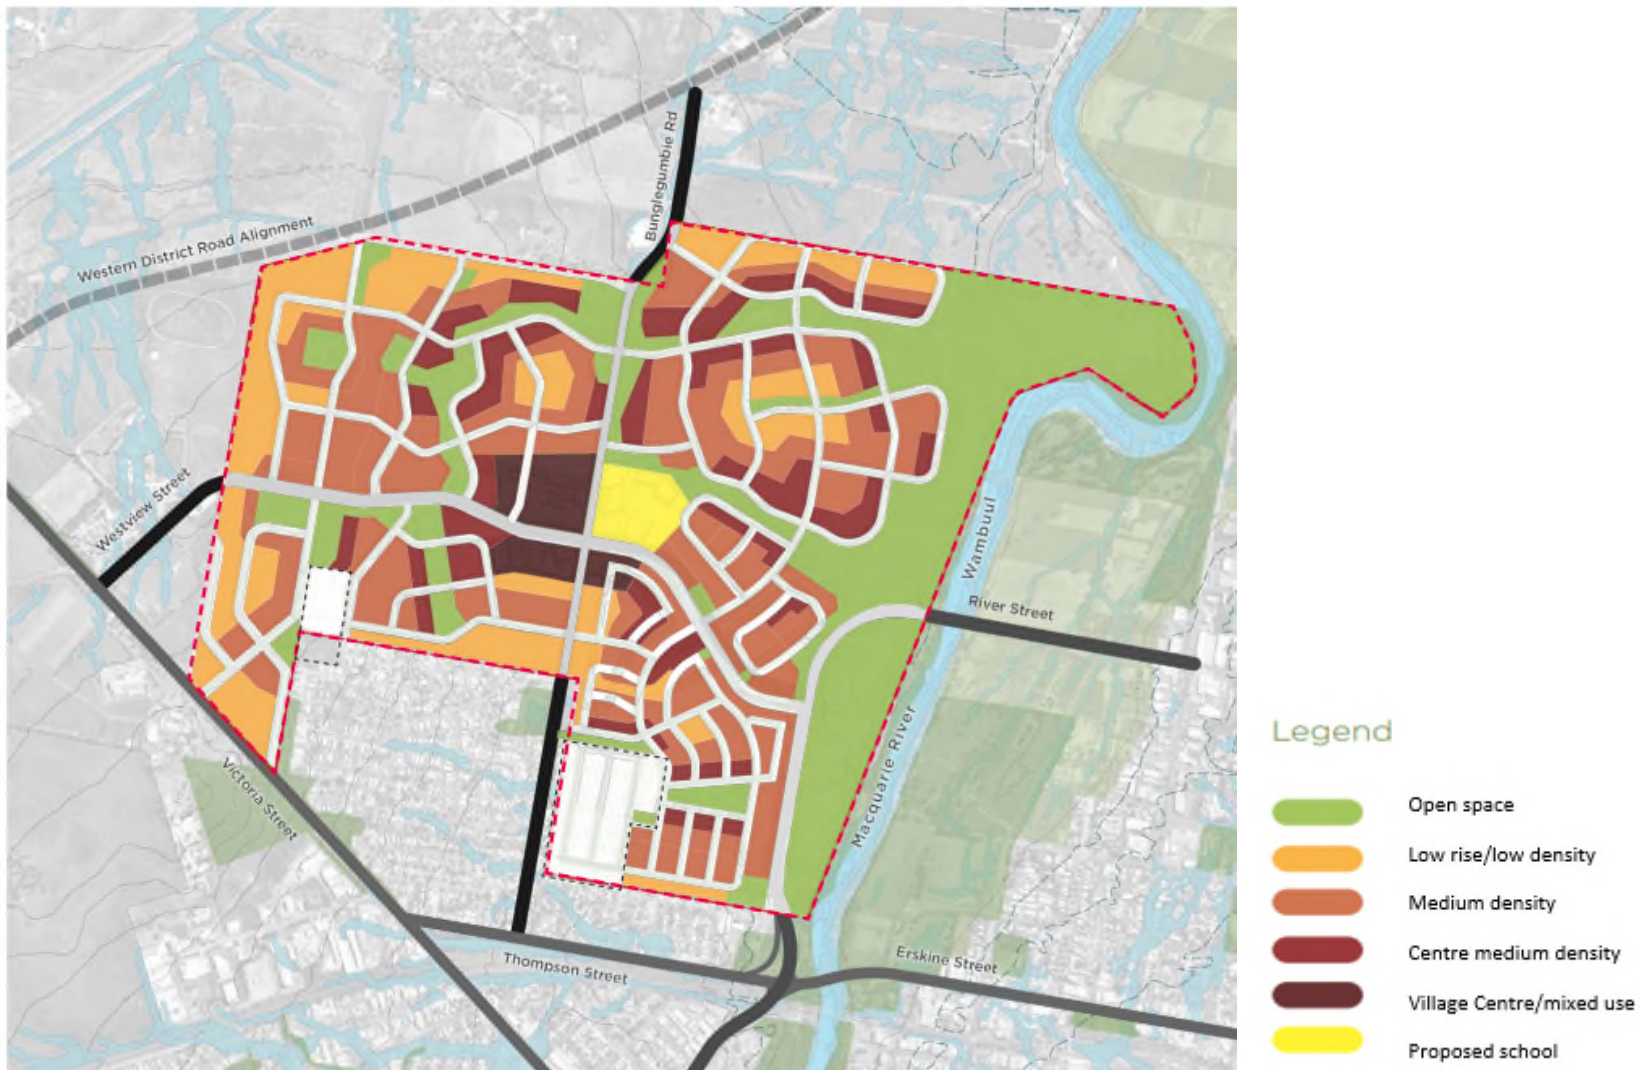 Bunglegumbie Rd
Western District Road Alignment
Westview Street
Wambuul
River Street
Macquarie River
Victoria Street
Thompson Street
Erskine Street
Legend
Open space
Low rise/low density
Medium density
Centre medium density
Village Centre/mixed use
Proposed school